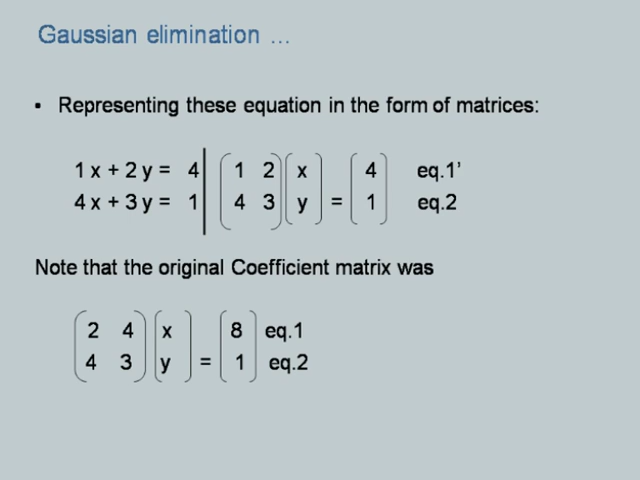 Gaussian elimination ...
• Representing these equation in the form of matrices:
1 x + 2 y = 4 | ( 1 2 ) ( x ) ( 4 ) eq.1’
4 x + 3 y = 1 | ( 4 3 ) ( y ) = ( 1 ) eq.2
Note that the original Coefficient matrix was
( 2 4 ) ( x ) ( 8 ) eq.1
( 4 3 ) ( y ) = ( 1 ) eq.2